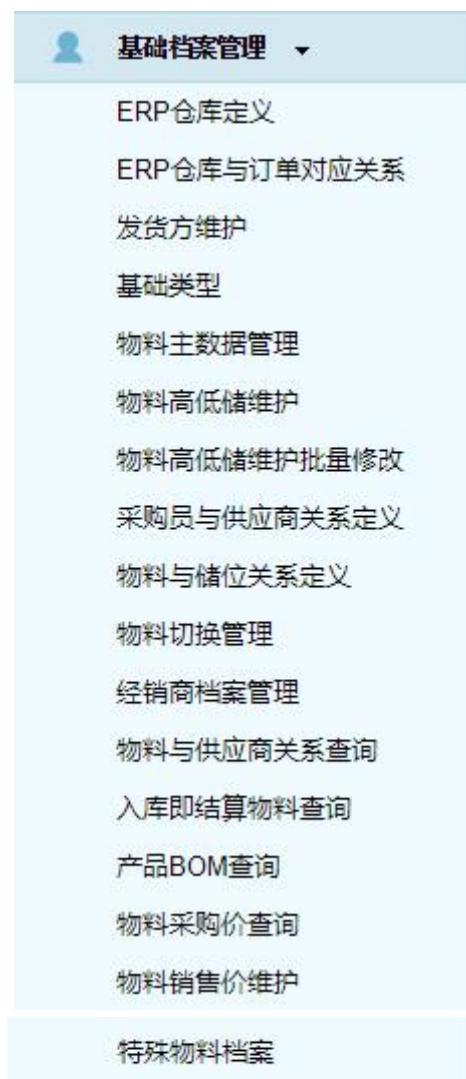 基础档案管理
ERP仓库定义
ERP仓库与订单对应关系
发货方维护
基础类型
物料主数据管理
物料高低储维护
物料高低储维护批量修改
采购员与供应商关系定义
物料与储位关系定义
物料切换管理
经销商档案管理
物料与供应商关系查询
入库即结算物料查询
产品BOM查询
物料采购价查询
物料销售价维护
特殊物料档案